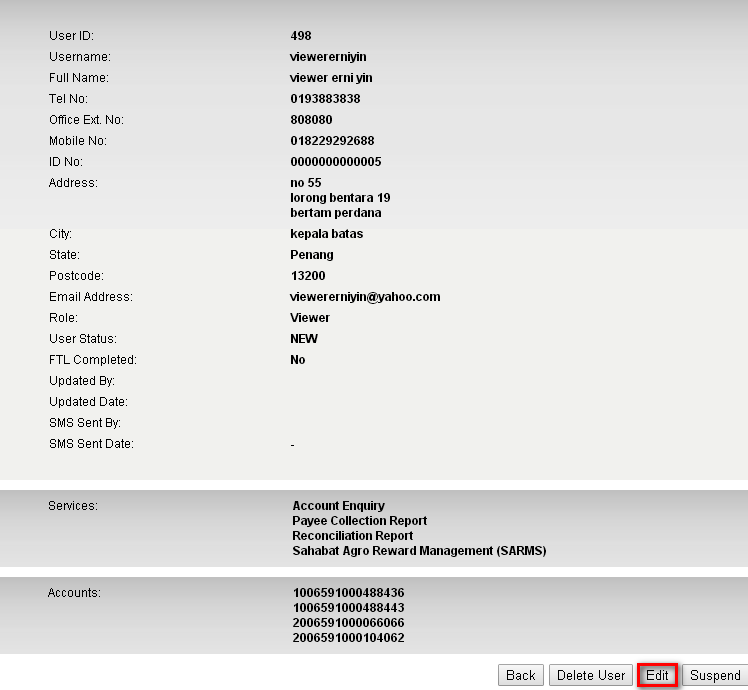 User ID: 498
Username: viewererniyin
Full Name: viewer erni yin
Tel No: 0193883838
Office Ext. No: 808080
Mobile No: 018229292688
ID No: 0000000000005
Address: no 55
lorong bentara 19
bertam perdana
City: kepala batas
State: Penang
Postcode: 13200
Email Address: viewererniyin@yahoo.com
Role: Viewer
User Status: NEW
FTL Completed: No
Updated By:
Updated Date:
SMS Sent By:
SMS Sent Date: -
Services: Account Enquiry
Payee Collection Report
Reconciliation Report
Sahabat Agro Reward Management (SARMS)
Accounts: 1006591000488436
1006591000488443
2006591000066066
2006591000104062
Back Delete User Edit Suspend